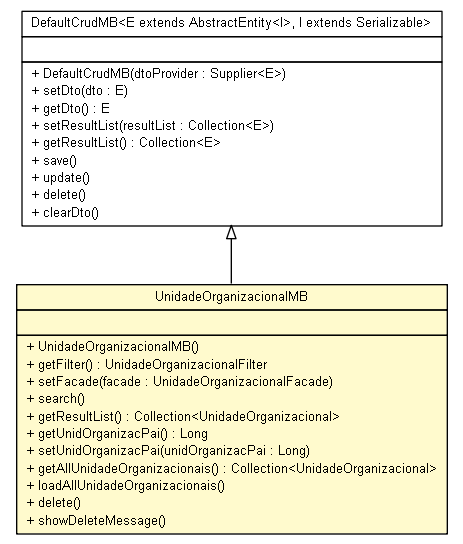 DefaultCrudMB<E extends AbstractEntity<I>, I extends Serializable>
+ DefaultCrudMB(dtoProvider : Supplier<E>)
+ setDto(dto : E)
+ getDto() : E
+ setResultList(resultList : Collection<E>)
+ getResultList() : Collection<E>
+ save()
+ update()
+ delete()
+ clearDto()
UnidadeOrganizacionalMB
+ UnidadeOrganizacionalMB()
+ getFilter() : UnidadeOrganizacionalFilter
+ setFacade(facade : UnidadeOrganizacionalFacade)
+ search()
+ getResultList() : Collection<UnidadeOrganizacional>
+ getUnidOrganizacPai() : Long
+ setUnidOrganizacPai(unidOrganizacPai : Long)
+ getAllUnidadeOrganizacionais() : Collection<UnidadeOrganizacional>
+ loadAllUnidadeOrganizacionais()
+ delete()
+ showDeleteMessage()